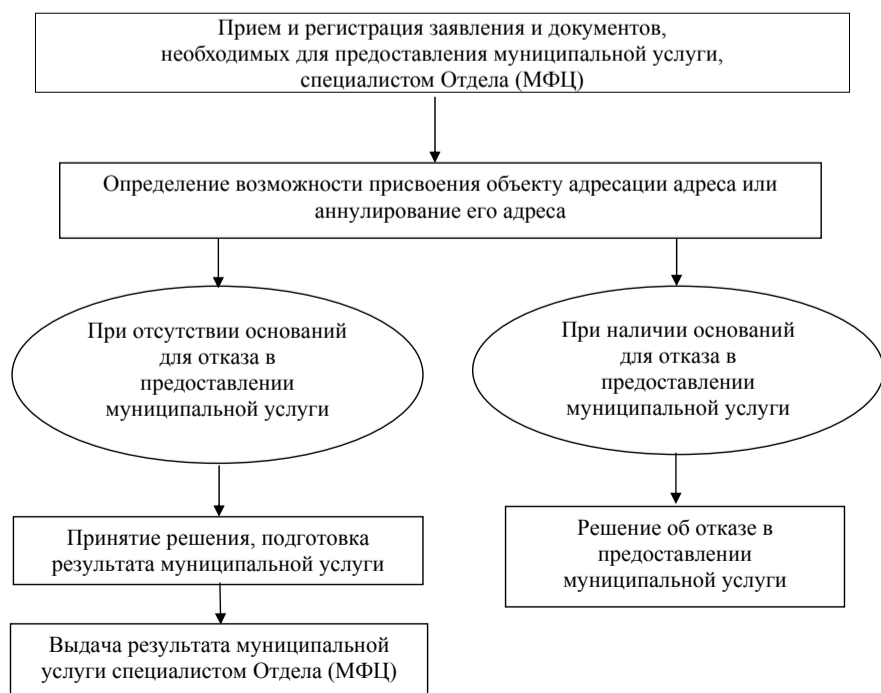 Прием и регистрация заявления и документов,
необходимых для предоставления муниципальной услуги,
специалистом Отдела (МФЦ)
Определение возможности присвоения объекту адресации адреса или
аннулирование его адреса
При отсутствии оснований
для отказа в
предоставлении
муниципальной услуги
При наличии оснований
для отказа в
предоставлении
муниципальной услуги
Принятие решения, подготовка
результата муниципальной услуги
Решение об отказе в
предоставлении
муниципальной услуги
Выдача результата муниципальной
услуги специалистом Отдела (МФЦ)